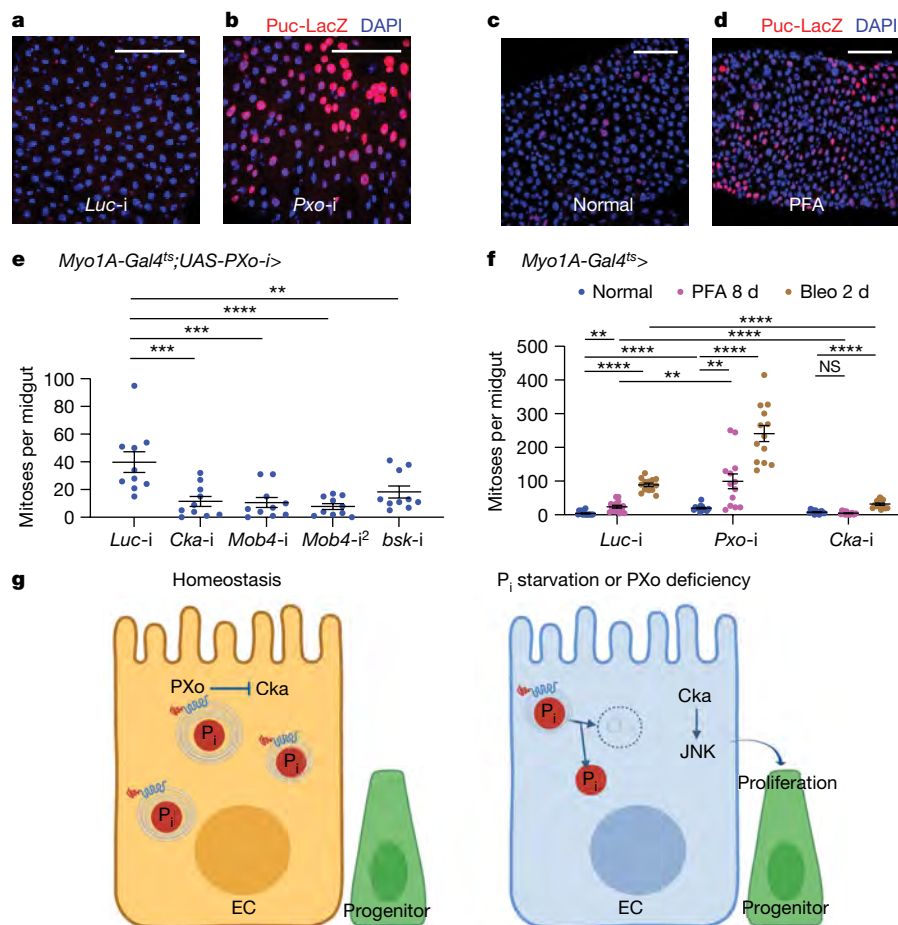 a
b
Puc-LacZ DAPI
c
d
Puc-LacZ DAPI
Luc-i
Pxo-i
Normal
PFA
e
Myo1A-Gal4ts;UAS-PXo-i>
**
****
***
***
Mitoses per midgut
100
80
60
40
20
0
Luc-i
Cka-i
Mob4-i
Mob4-i2
bsk-i
f
Myo1A-Gal4ts>
Normal
PFA 8 d
Bleo 2 d
****
**
****
****
****
****
****
**
NS
**
Mitoses per midgut
500
400
300
200
100
0
Luc-i
Pxo-i
Cka-i
g
Homeostasis
PXo
Cka
Pi
Pi
Pi
EC
Progenitor
Pi starvation or PXo deficiency
Pi
Cka
JNK
Pi
Proliferation
EC
Progenitor